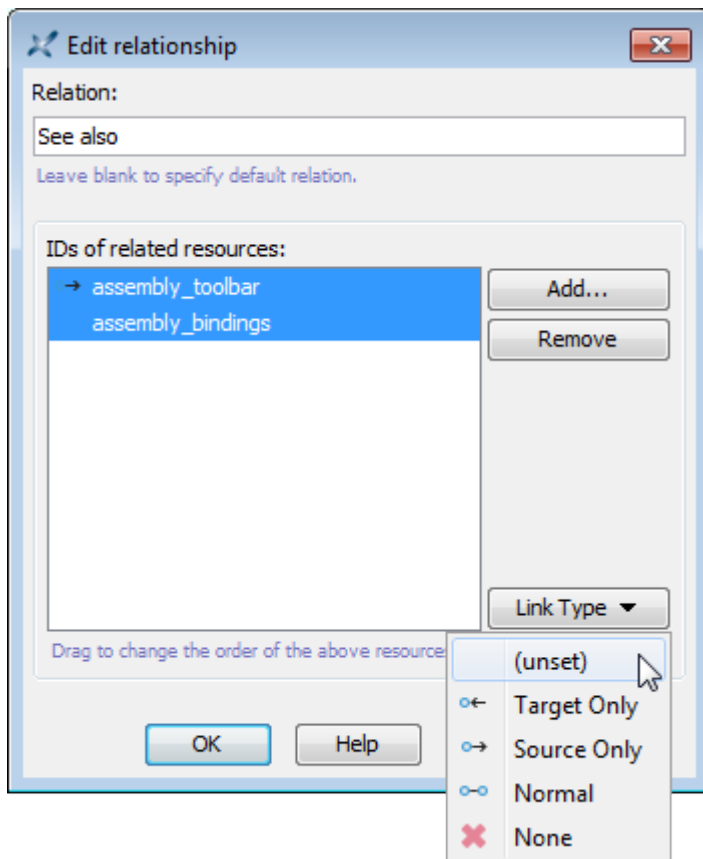 Edit relationship
Relation:
See also
Leave blank to specify default relation.
IDs of related resources:
assembly_toolbar
assembly_bindings
Add...
Remove
Link Type
Drag to change the order of the above resource
(unset)
Target Only
Source Only
Normal
None
OK
Help